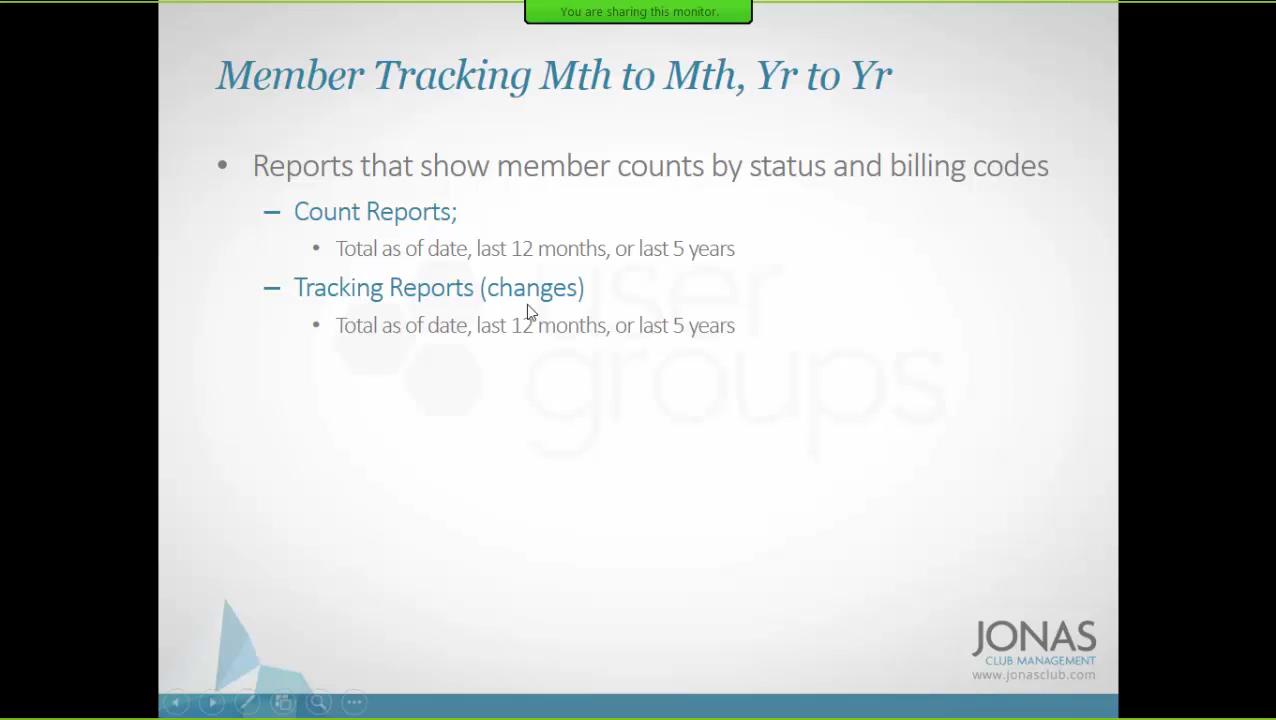 You are sharing this monitor.
Member Tracking Mth to Mth, Yr to Yr
• Reports that show member counts by status and billing codes
– Count Reports;
• Total as of date, last 12 months, or last 5 years
– Tracking Reports (changes)
• Total as of date, last 12 months, or last 5 years
user
groups
JONAS
CLUB MANAGEMENT
www.jonasclub.com